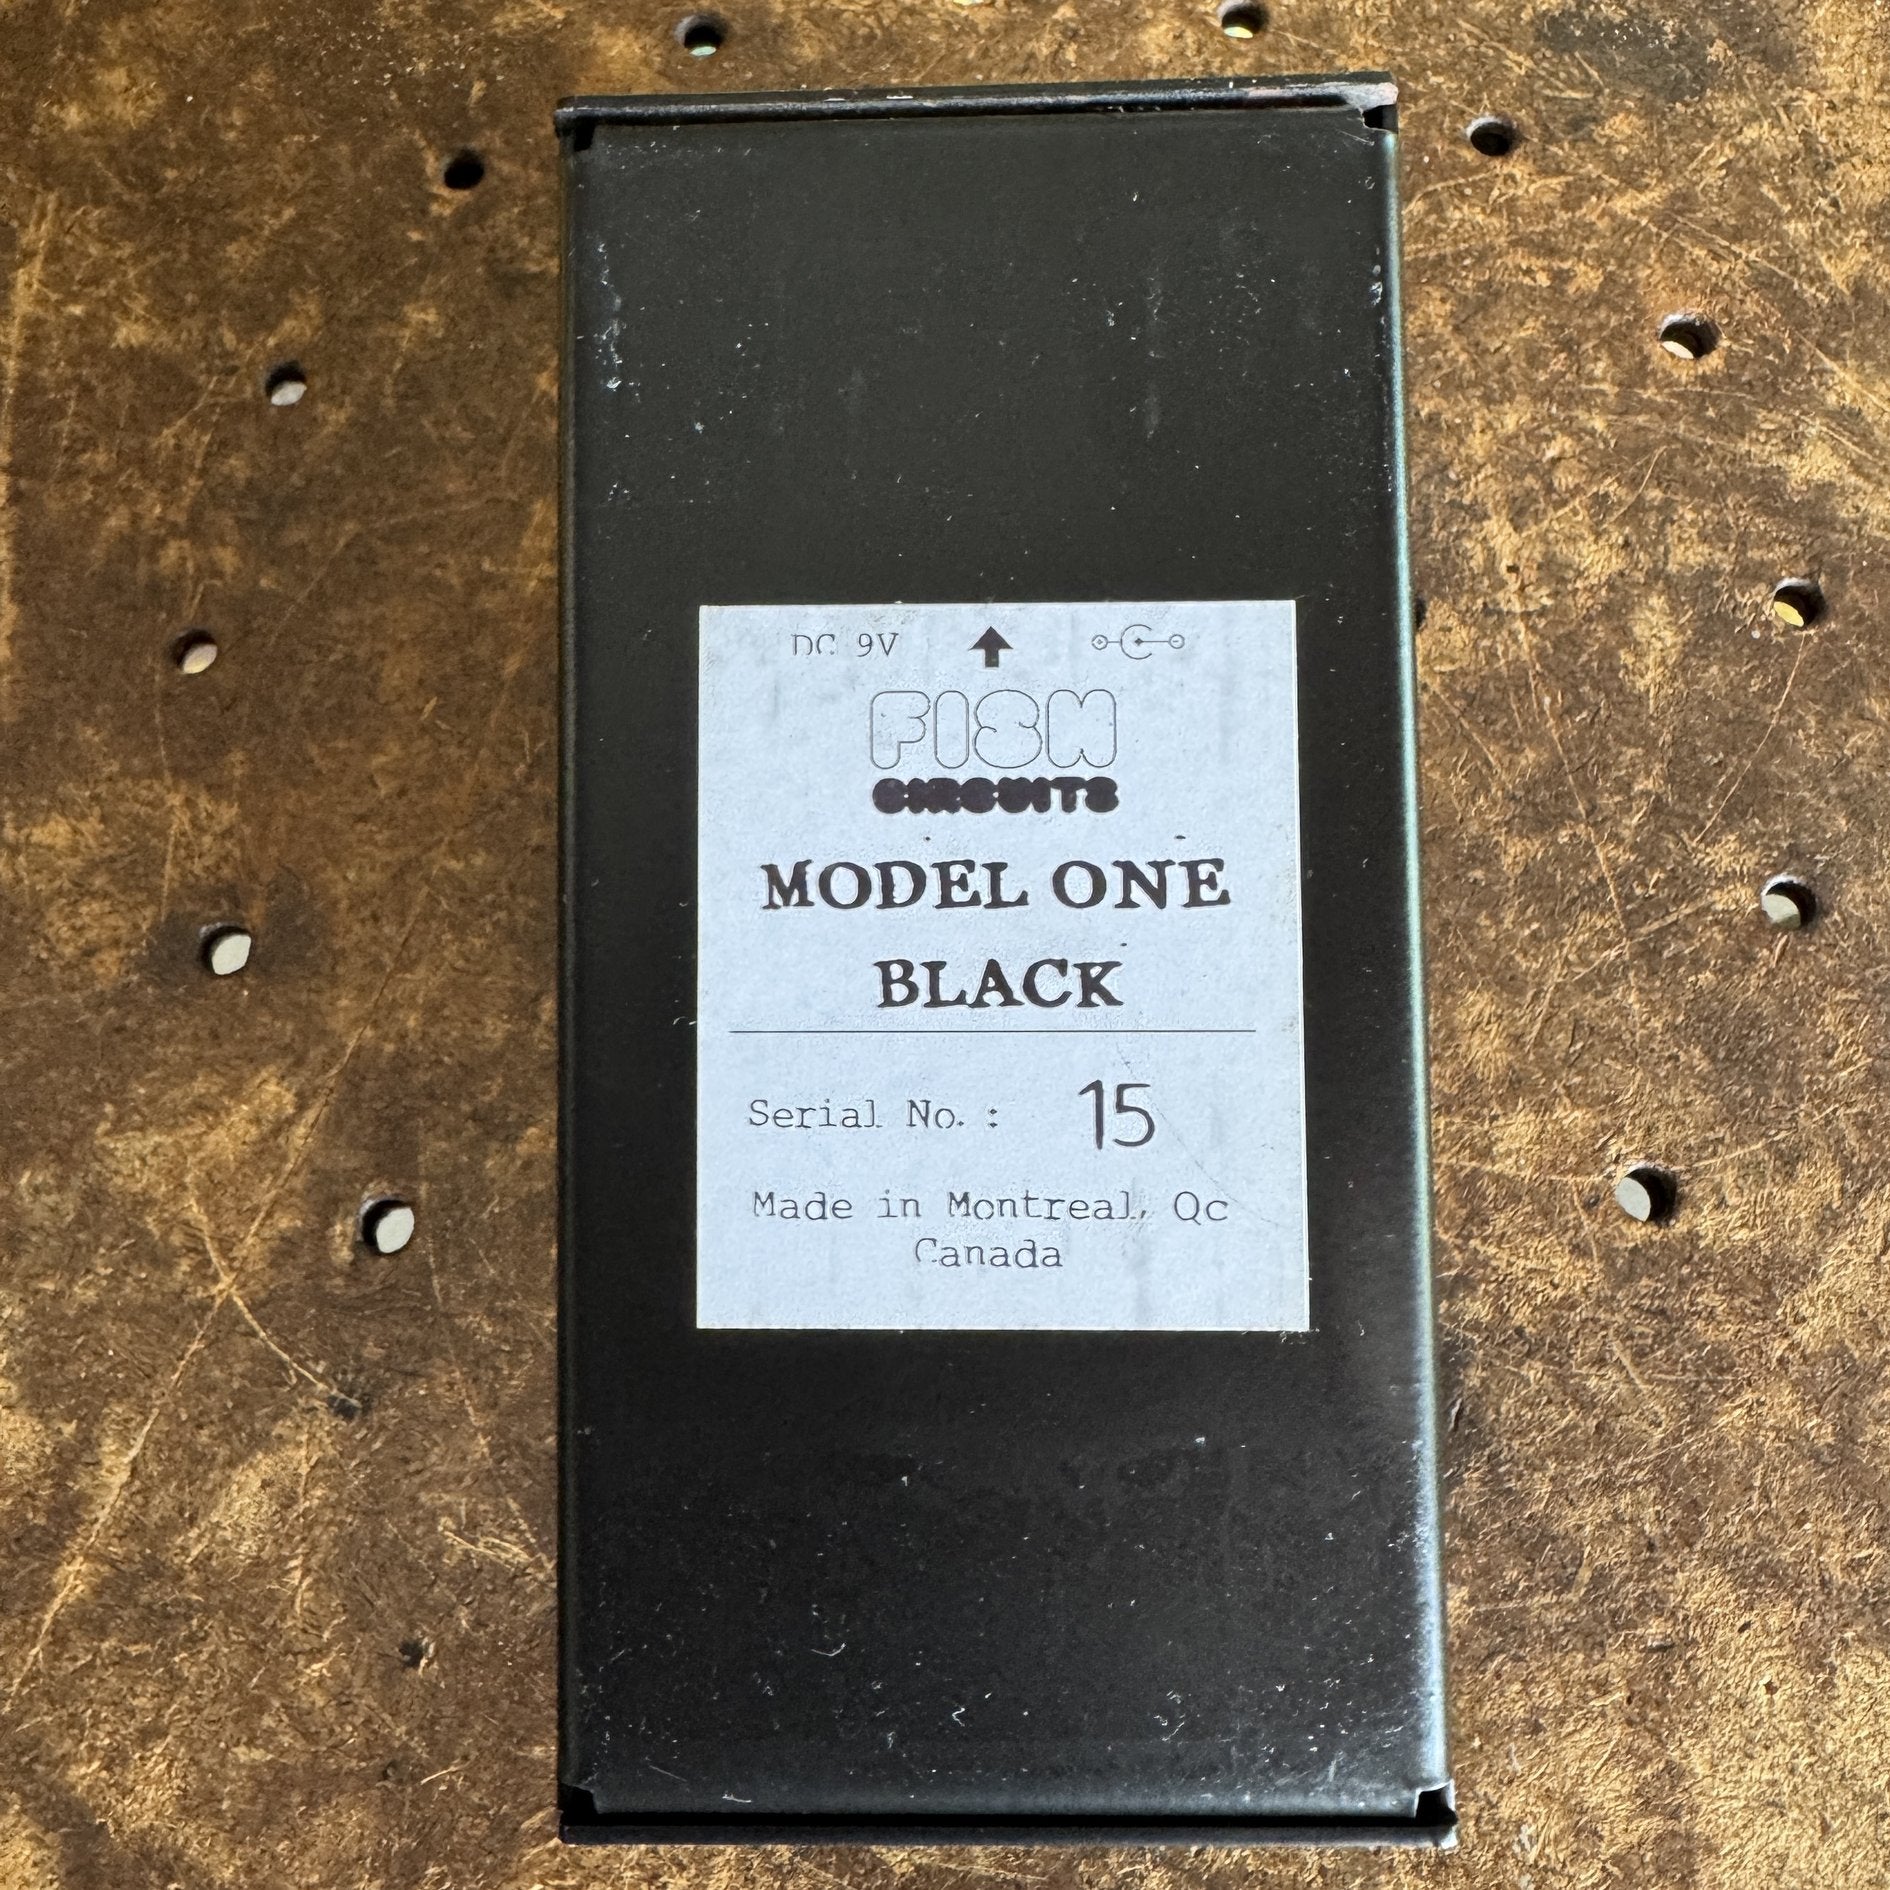 DC 9V
FISH
CIRCUITS
MODEL ONE
BLACK
Serial No.: 15
Made in Montreal, Qc
Canada